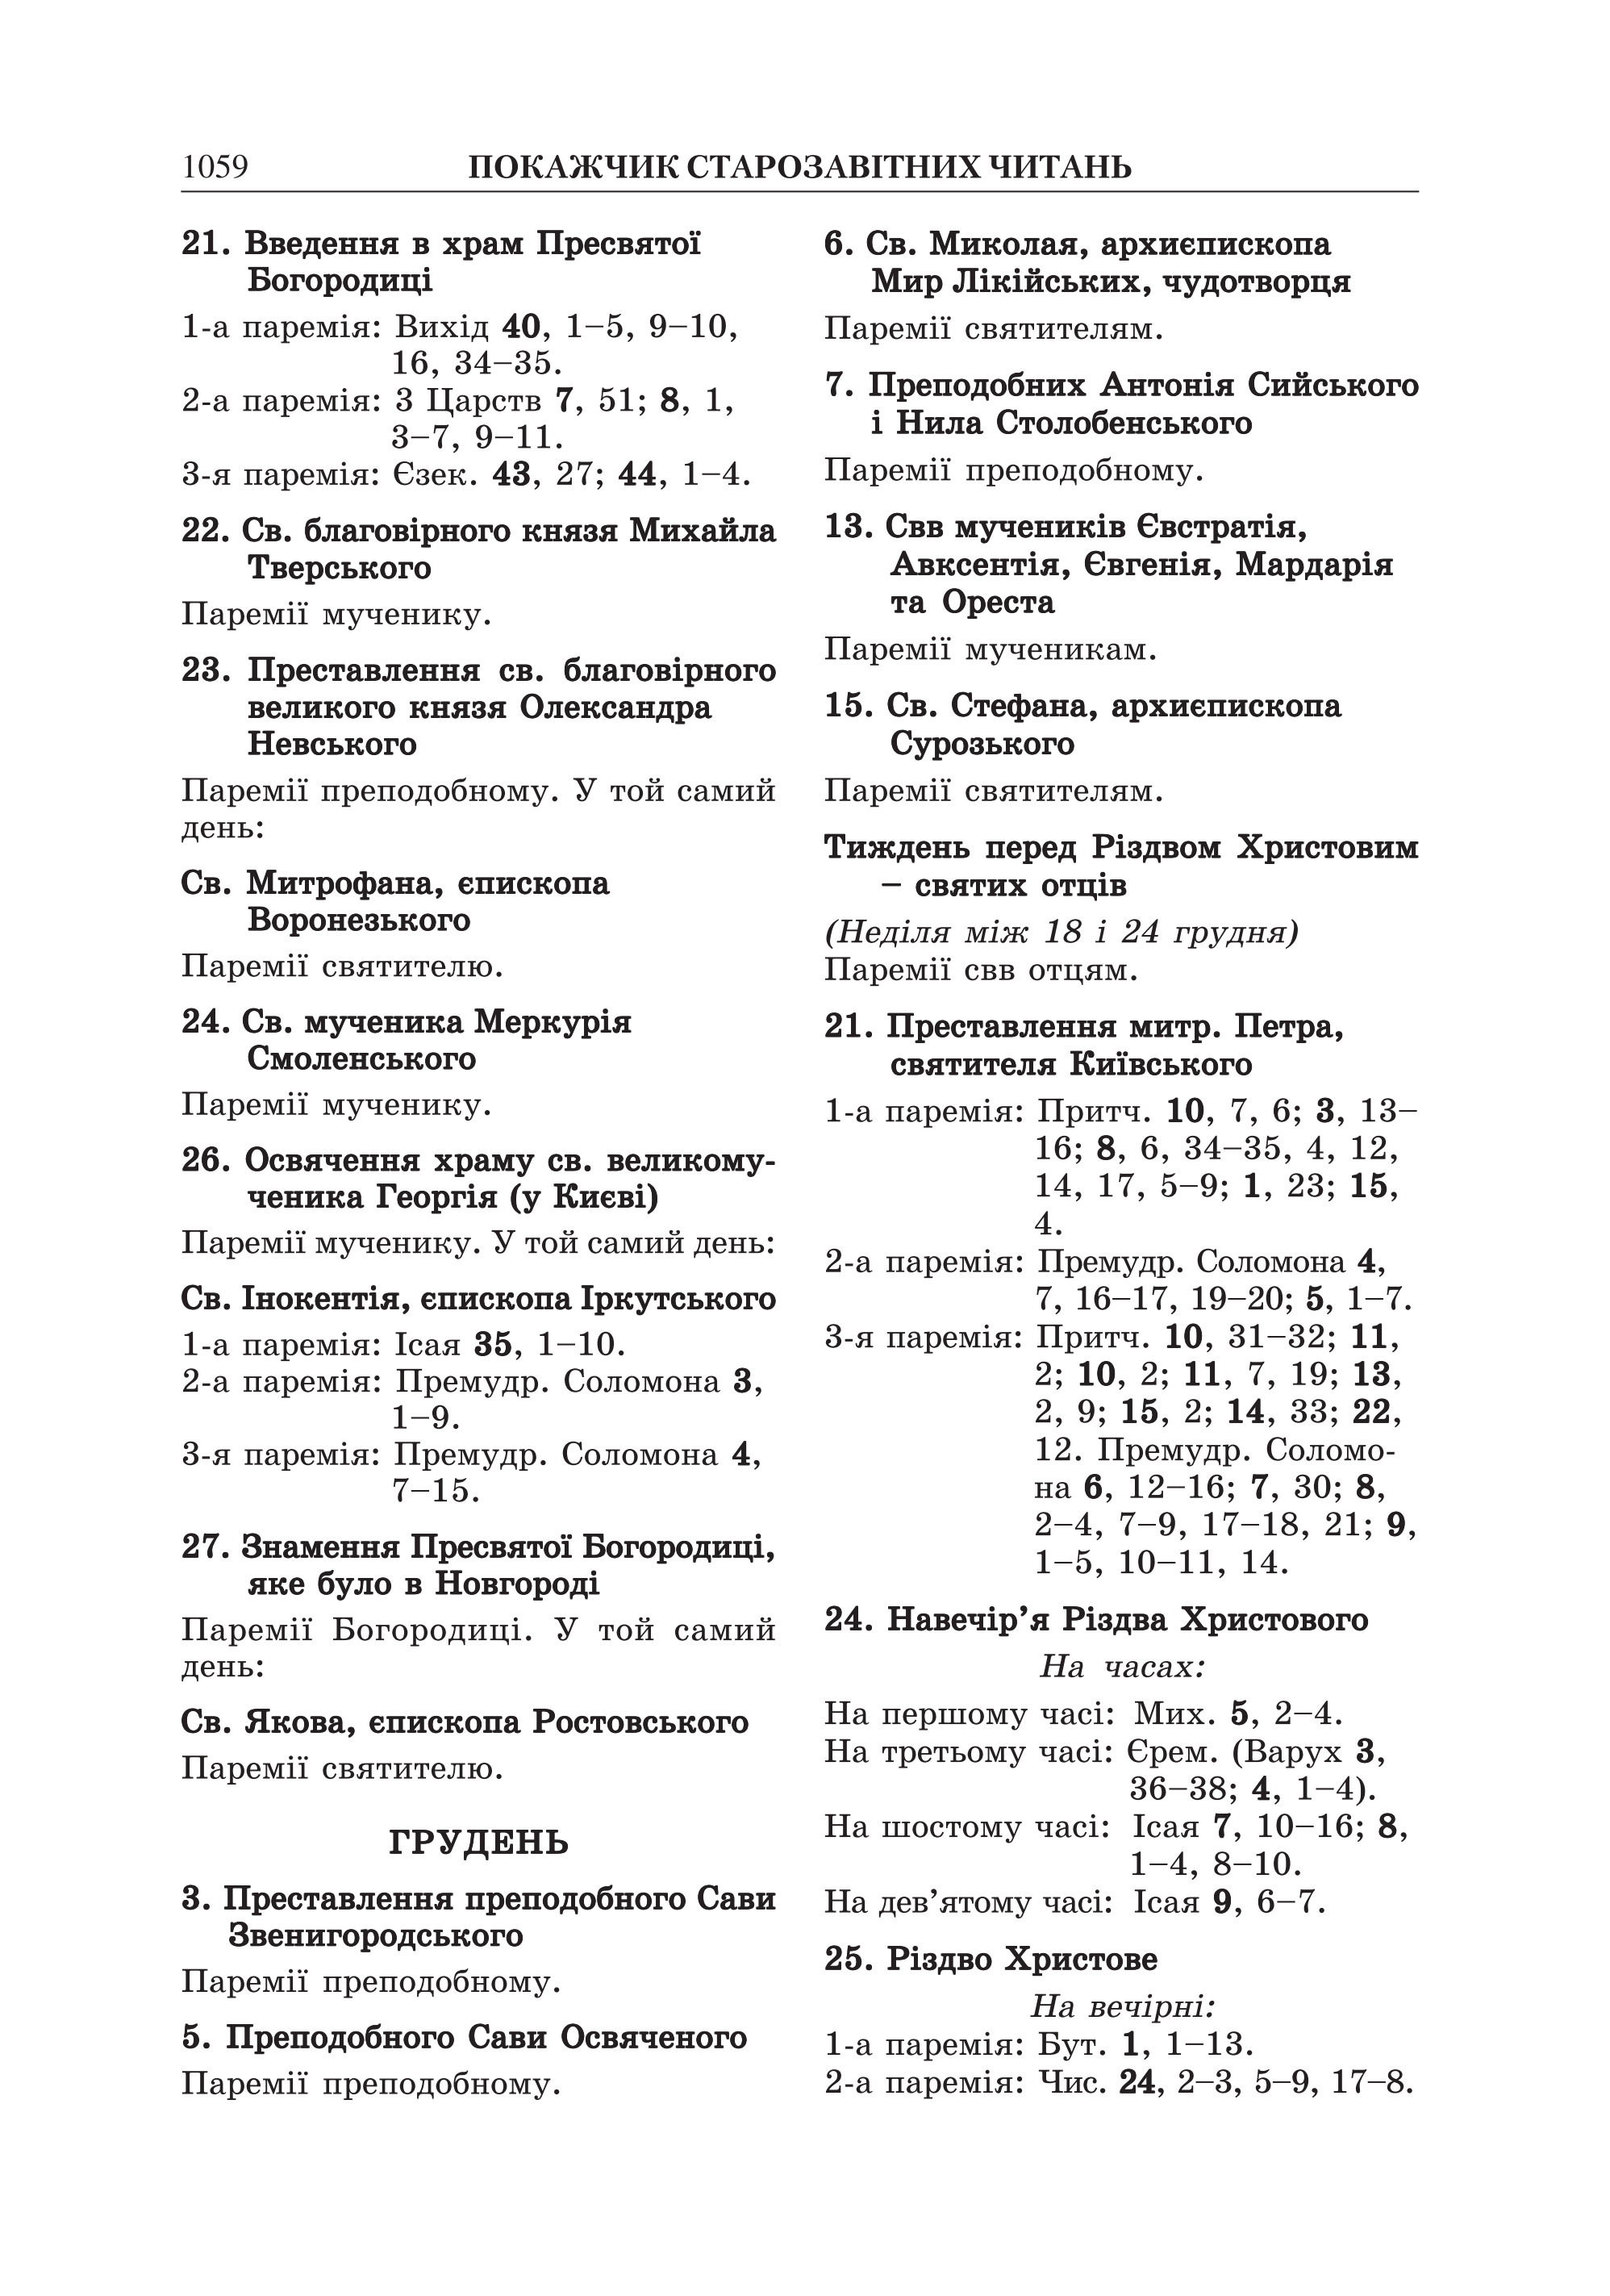 1059
ПОКАЖЧИК СТАРОЗАВІТНИХ ЧИТАНЬ
21. Введення в храм Пресвятої
Богородиці
1-а паремія: Вихід 40, 1–5, 9–10,
16, 34–35.
2-а паремія: 3 Царств 7, 51; 8, 1,
3–7, 9–11.
3-я паремія: Єзек. 43, 27; 44, 1–4.
22. Св. благовірного князя Михайла
Тверського
Паремії мученику.
23. Преставлення св. благовірного
великого князя Олександра
Невського
Паремії преподобному. У той самий
день:
Св. Митрофана, єпископа
Воронезького
Паремії святителю.
24. Св. мученика Меркурія
Смоленського
Паремії мученику.
26. Освячення храму св. великому-
ченика Георгія (у Києві)
Паремії мученику. У той самий день:
Св. Інокентія, єпископа Іркутського
1-а паремія: Ісая 35, 1–10.
2-а паремія: Премудр. Соломона 3,
1–9.
3-я паремія: Премудр. Соломона 4,
7–15.
27. Знамення Пресвятої Богородиці,
яке було в Новгороді
Паремії Богородиці. У той самий
день:
Св. Якова, єпископа Ростовського
Паремії святителю.
ГРУДЕНЬ
3. Преставлення преподобного Сави
Звенигородського
Паремії преподобному.
5. Преподобного Сави Освяченого
Паремії преподобному.
6. Св. Миколая, архиєпископа
Мир Лікійських, чудотворця
Паремії святителям.
7. Преподобних Антонія Сийського
і Нила Столобенського
Паремії преподобному.
13. Свв мучеників Євстратія,
Авксентія, Євгенія, Мардарія
та Ореста
Паремії мученикам.
15. Св. Стефана, архиєпископа
Сурозького
Паремії святителям.
Тиждень перед Різдвом Христовим
– святих отців
(Неділя між 18 і 24 грудня)
Паремії свв отцям.
21. Преставлення митр. Петра,
святителя Київського
1-а паремія: Притч. 10, 7, 6; 3, 13–
16; 8, 6, 34–35, 4, 12,
14, 17, 5–9; 1, 23; 15,
4.
2-а паремія: Премудр. Соломона 4,
7, 16–17, 19–20; 5, 1–7.
3-я паремія: Притч. 10, 31–32; 11,
2; 10, 2; 11, 7, 19; 13,
2, 9; 15, 2; 14, 33; 22,
12. Премудр. Соломо-
на 6, 12–16; 7, 30; 8,
2–4, 7–9, 17–18, 21; 9,
1–5, 10–11, 14.
24. Навечір’я Різдва Христового
На часах:
На першому часі: Мих. 5, 2–4.
На третьому часі: Єрем. (Варух 3,
36–38; 4, 1–4).
На шостому часі: Ісая 7, 10–16; 8,
1–4, 8–10.
На дев’ятому часі: Ісая 9, 6–7.
25. Різдво Христове
На вечірні:
1-а паремія: Бут. 1, 1–13.
2-а паремія: Чис. 24, 2–3, 5–9, 17–8.